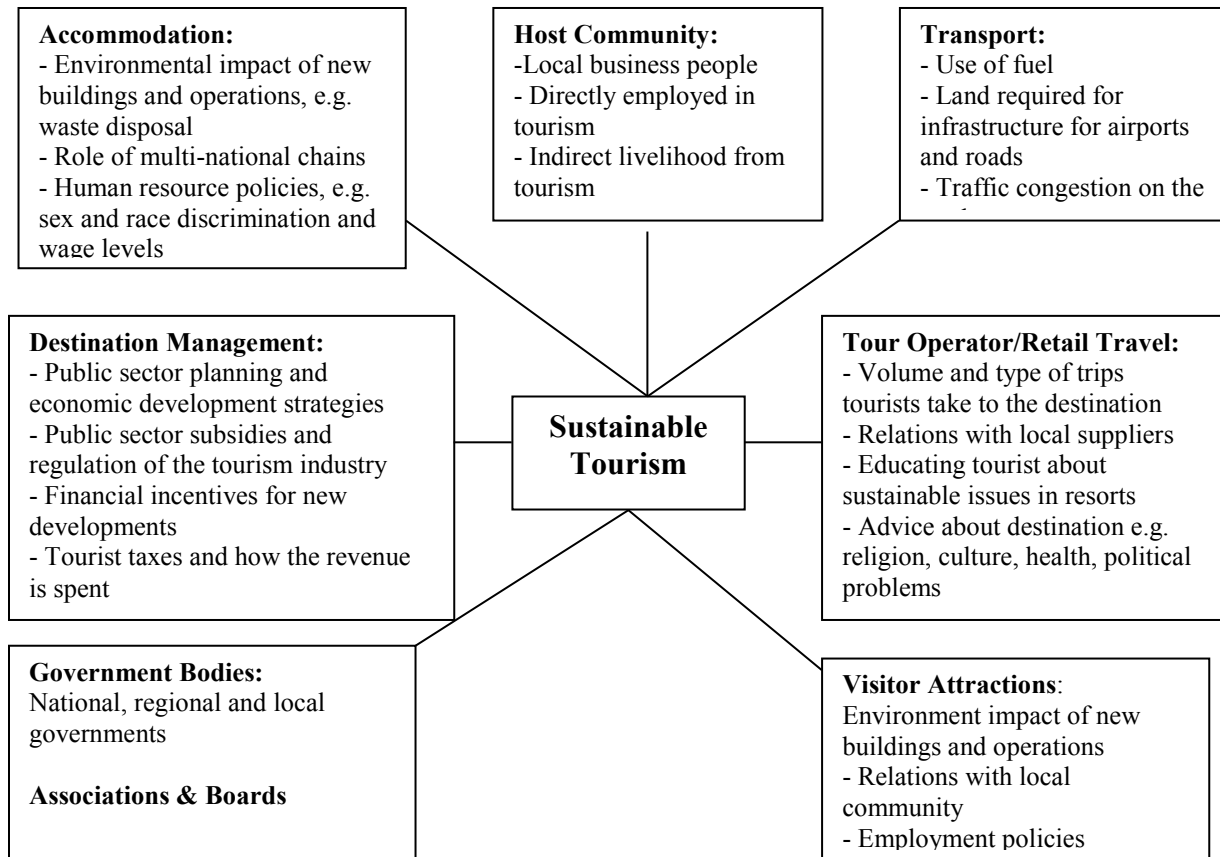 Accommodation:
- Environmental impact of new
buildings and operations, e.g.
waste disposal
- Role of multi-national chains
- Human resource policies, e.g.
sex and race discrimination and
wage levels
Host Community:
-Local business people
- Directly employed in
tourism
- Indirect livelihood from
tourism
Transport:
- Use of fuel
- Land required for
infrastructure for airports
and roads
- Traffic congestion on the
Destination Management:
- Public sector planning and
economic development strategies
- Public sector subsidies and
regulation of the tourism industry
- Financial incentives for new
developments
- Tourist taxes and how the revenue
is spent
Sustainable
Tourism
Tour Operator/Retail Travel:
- Volume and type of trips
tourists take to the destination
- Relations with local suppliers
- Educating tourist about
sustainable issues in resorts
- Advice about destination e.g.
religion, culture, health, political
problems
Government Bodies:
National, regional and local
governments
Associations & Boards
Visitor Attractions:
Environment impact of new
buildings and operations
- Relations with local
community
- Employment policies